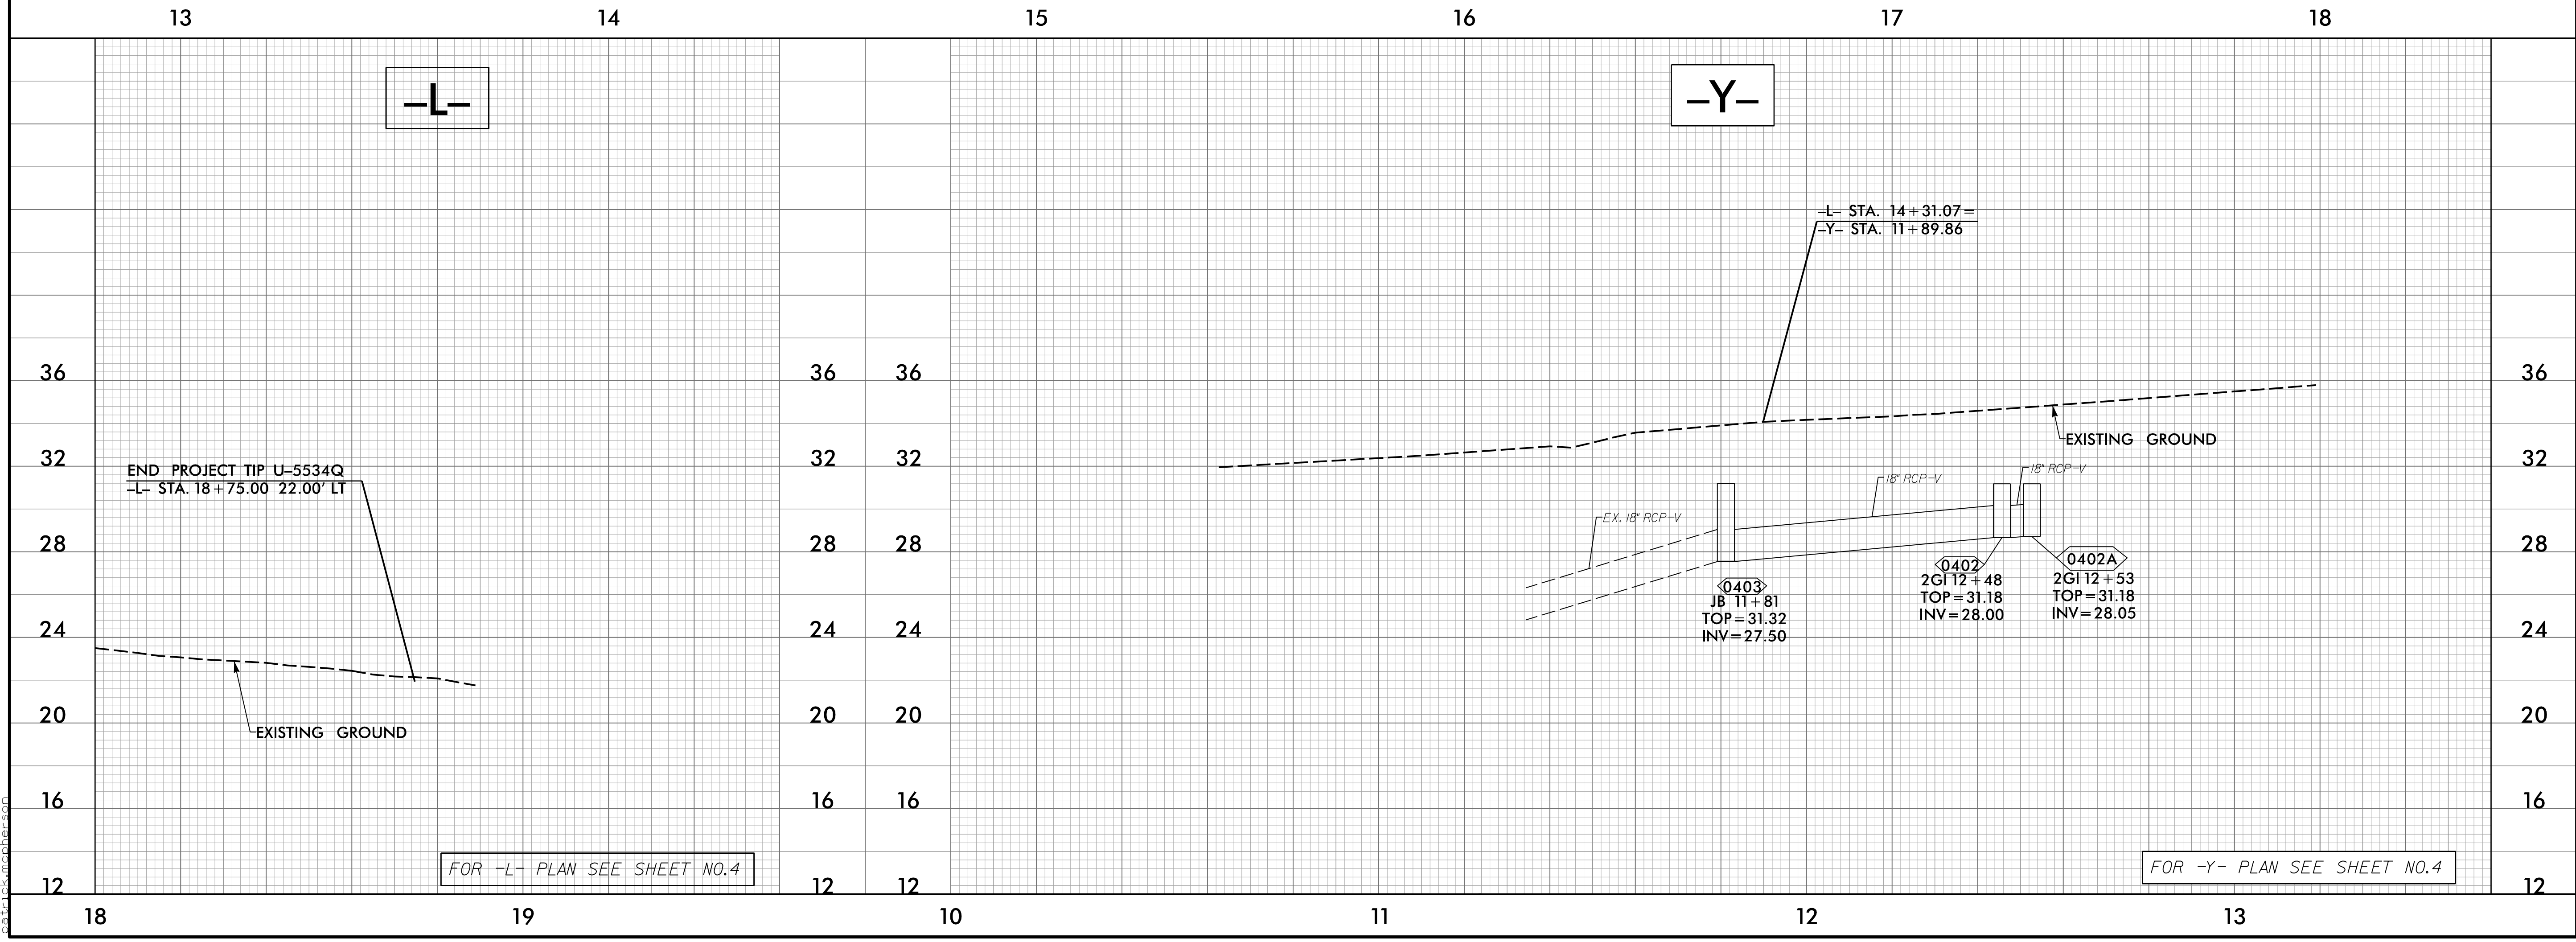 13 14 15 16 17 18
–L–
–Y–
–L– STA. 14+31.07=
–Y– STA. 11+89.86
36 36 36 36
EXISTING GROUND
32 32 32 32
END PROJECT TIP U–5534Q
–L– STA. 18+75.00 22.00' LT
18" RCP-V
18" RCP-V
EX. 18" RCP-V
28 28 28 28
0403
JB 11+81
TOP=31.32
INV=27.50
0402
2GI 12+48
TOP=31.18
INV=28.00
0402A
2GI 12+53
TOP=31.18
INV=28.05
24 24 24 24
20 20 20 20
EXISTING GROUND
16 16 16 16
FOR -L- PLAN SEE SHEET NO.4
FOR -Y- PLAN SEE SHEET NO.4
12 12 12 12
18 19 10 11 12 13
patrick.mcpherson